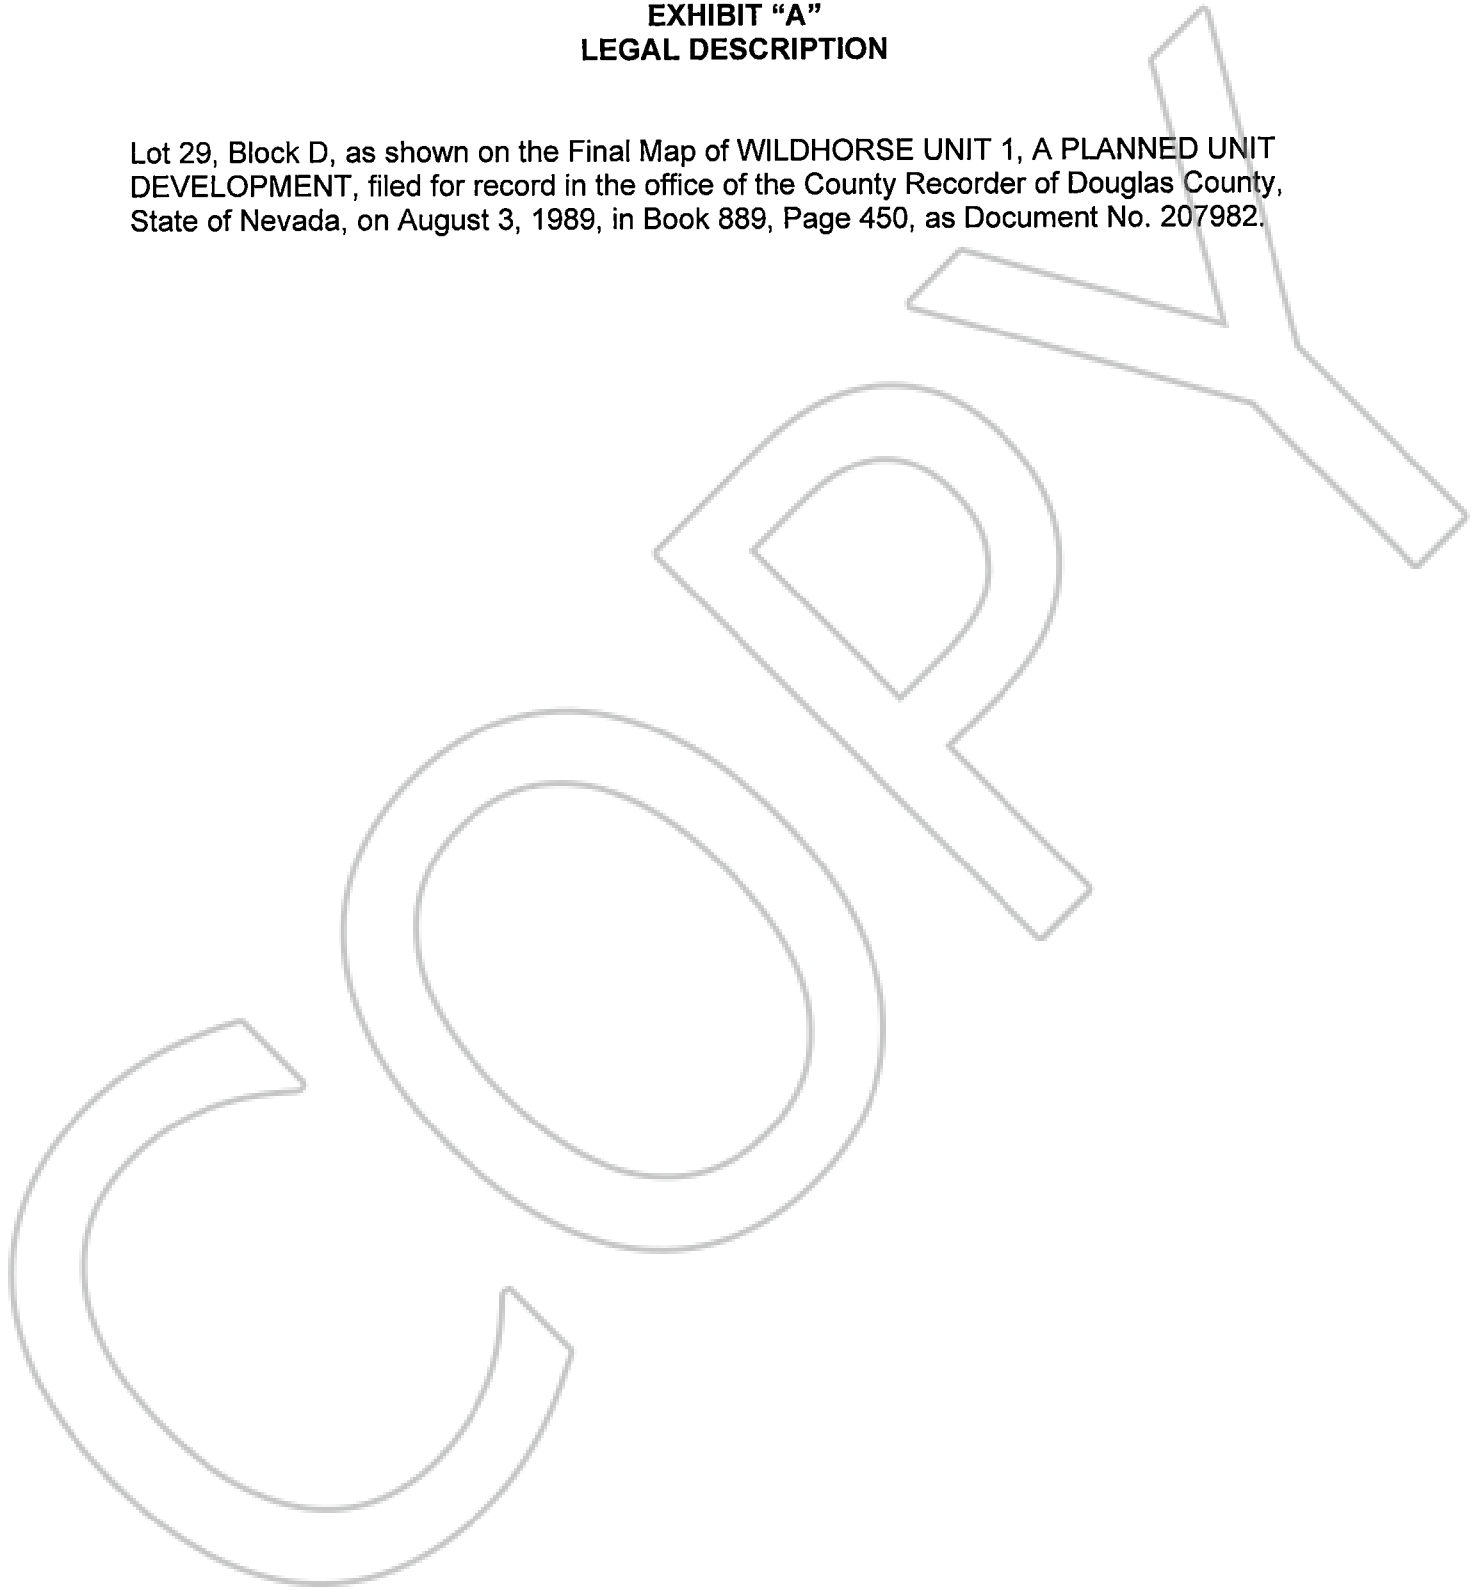 EXHIBIT “A”
LEGAL DESCRIPTION
Lot 29, Block D, as shown on the Final Map of WILDHORSE UNIT 1, A PLANNED UNIT
DEVELOPMENT, filed for record in the office of the County Recorder of Douglas County,
State of Nevada, on August 3, 1989, in Book 889, Page 450, as Document No. 207982.
COPY